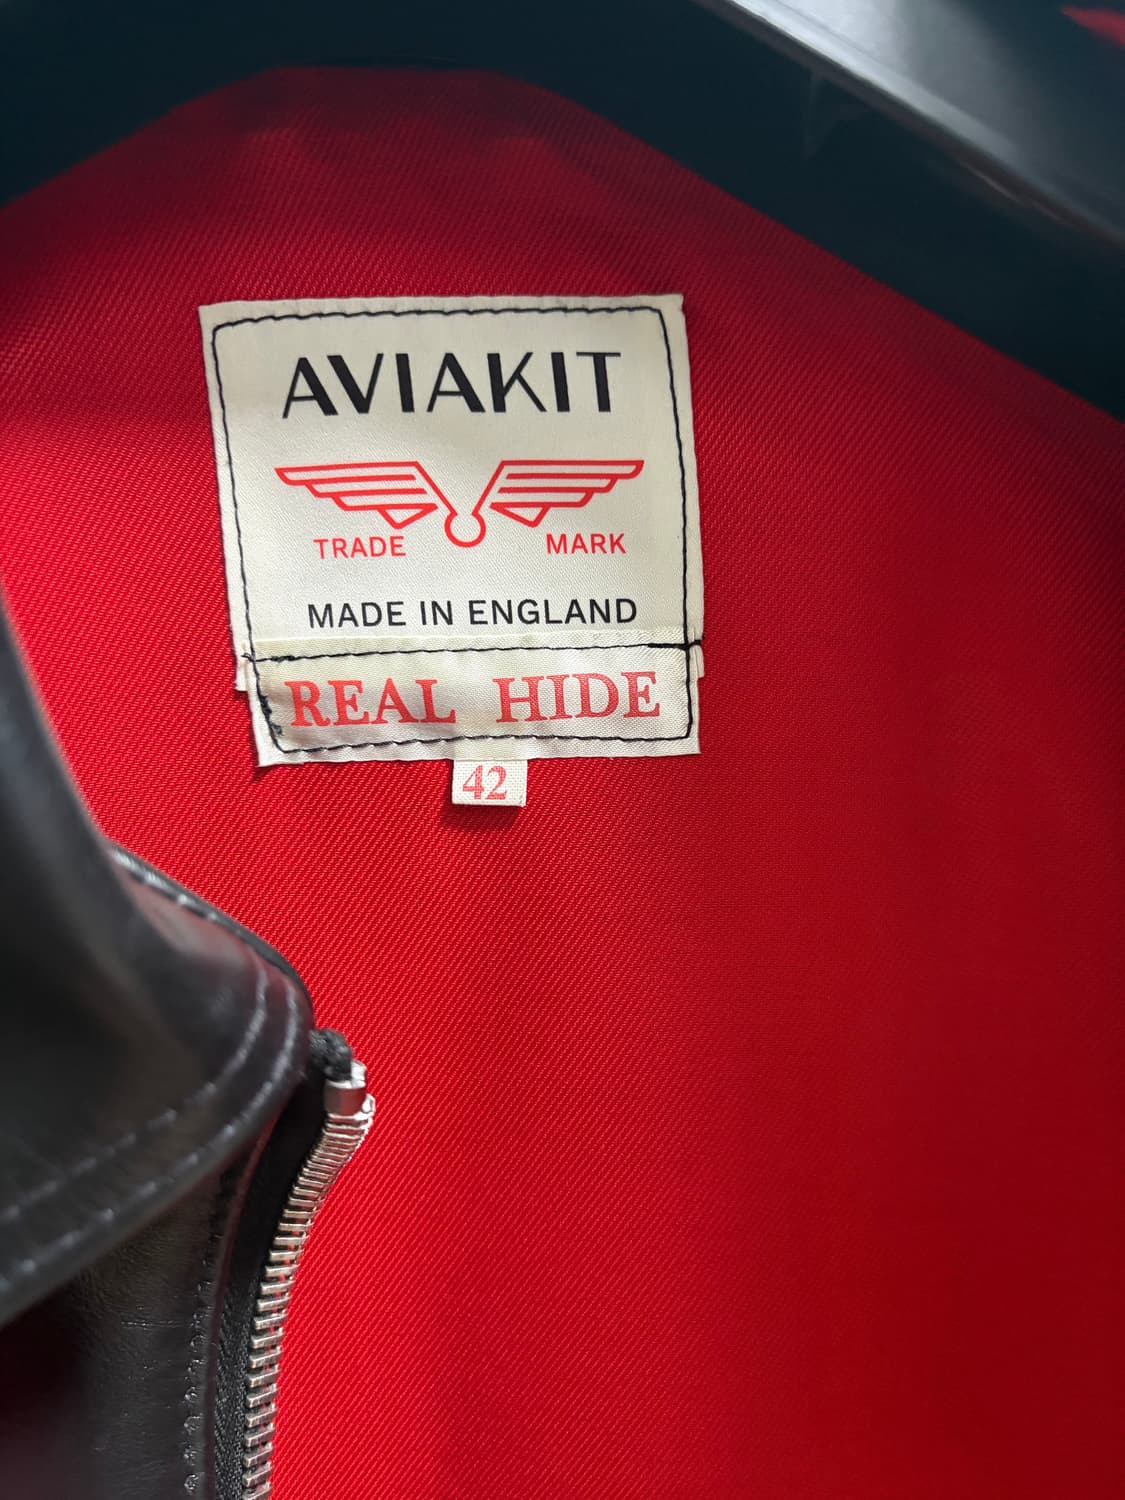 AVIAKIT
TRADE MARK
MADE IN ENGLAND
REAL HIDE
42